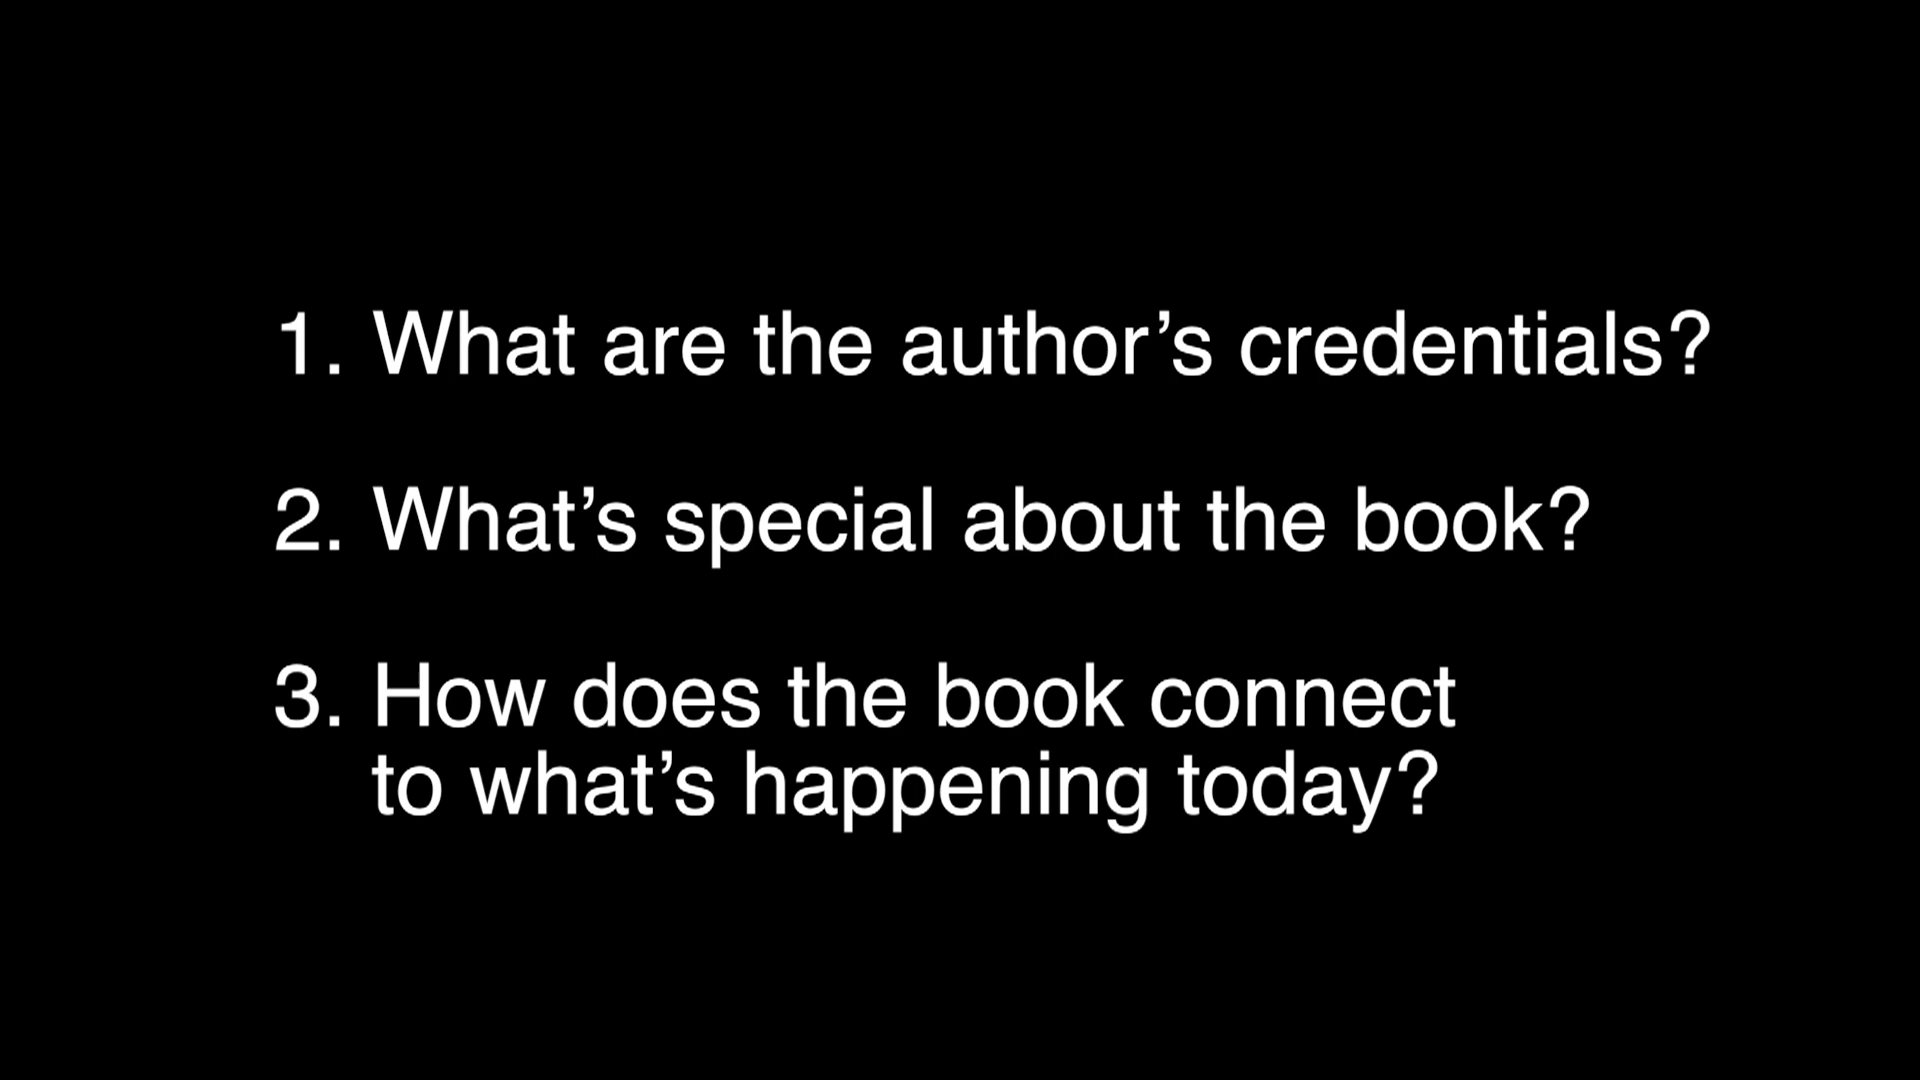 1. What are the author’s credentials?
2. What’s special about the book?
3. How does the book connect
to what’s happening today?